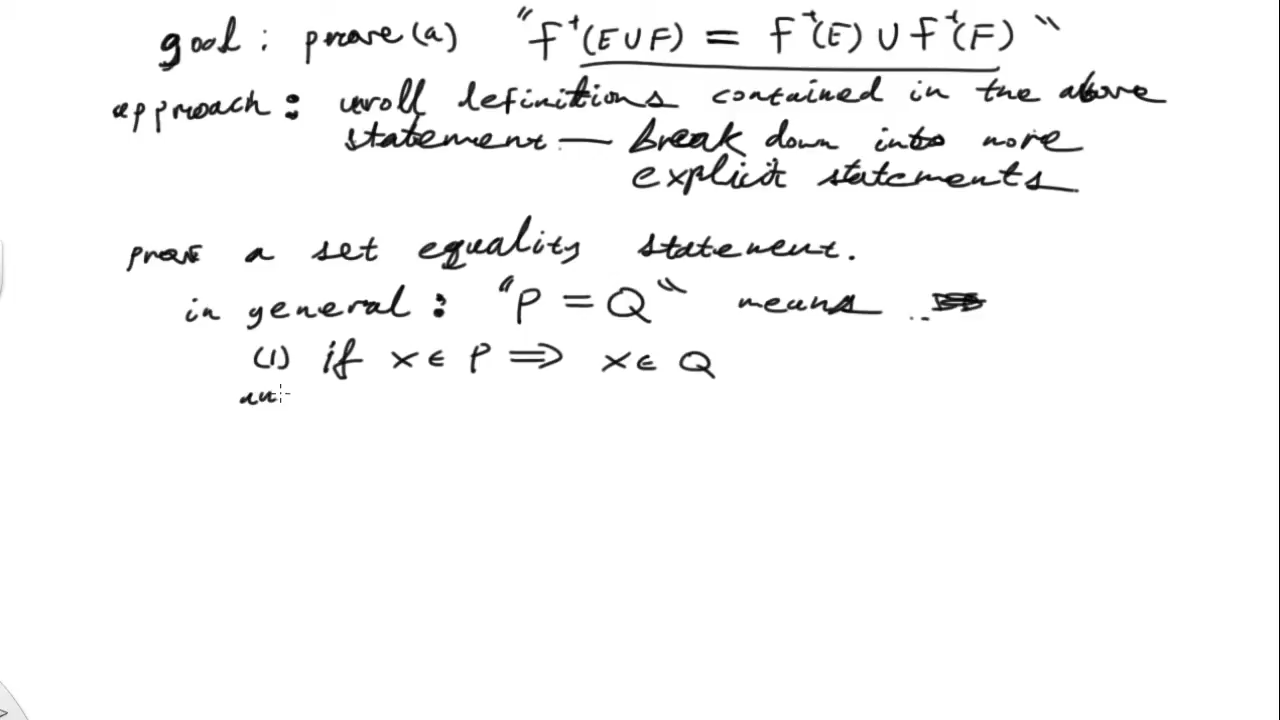 goal : prove (a) "f⁻¹(E ∪ F) = f⁻¹(E) ∪ f⁻¹(F)"
approach : unroll definitions contained in the above
statement — break down into more
explicit statements
prove a set equality statement.
in general : "P = Q" means ..
(1) if x ∈ P ⟹ x ∈ Q